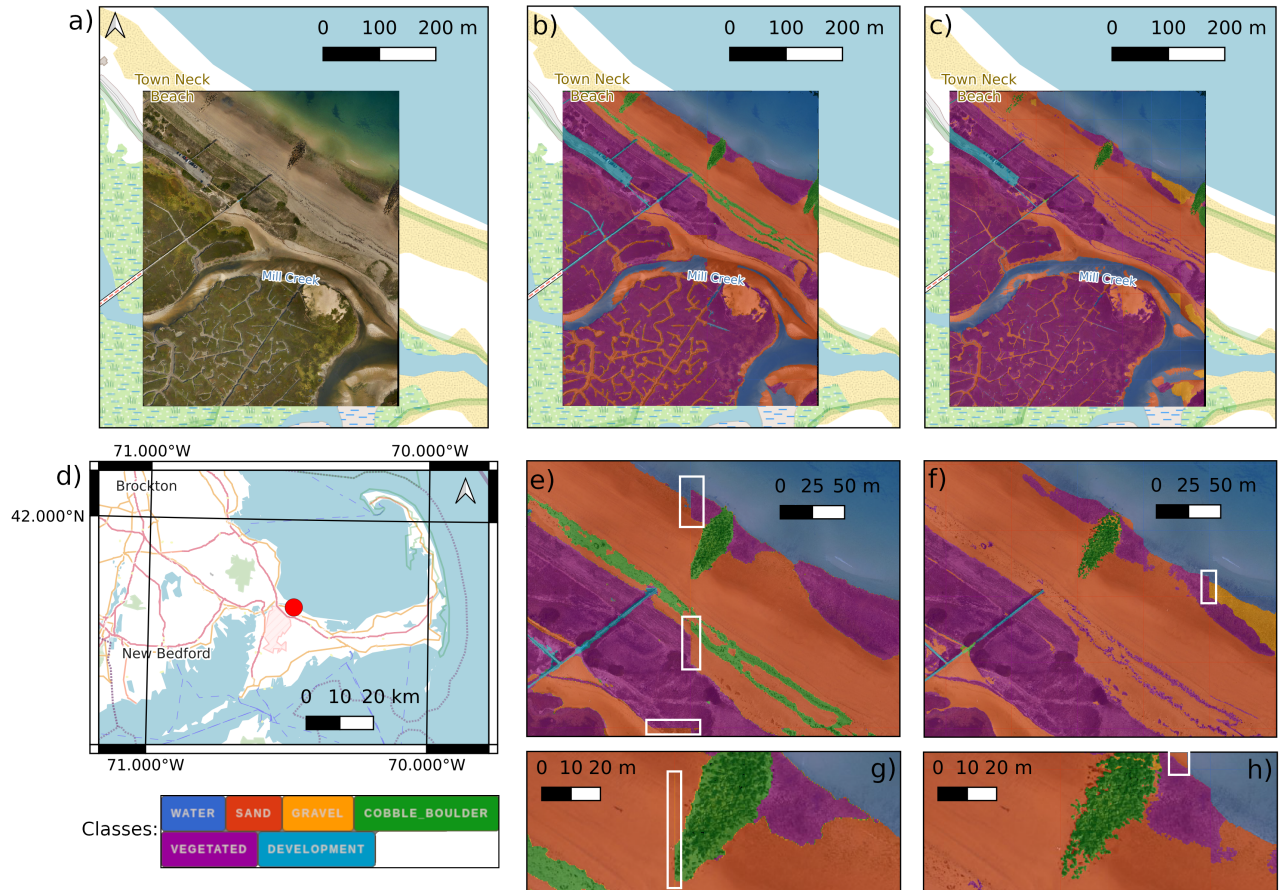 a)
0 100 200 m
Town Neck
Beach
Mill Creek
b)
0 100 200 m
Town Neck
Beach
Mill Creek
c)
0 100 200 m
Town Neck
Beach
Mill Creek
d)
71.000°W 70.000°W
42.000°N
Brockton
New Bedford
0 10 20 km
71.000°W 70.000°W
e)
0 25 50 m
f)
0 25 50 m
0 10 20 m
g)
0 10 20 m
h)
Classes:
WATER SAND GRAVEL COBBLE_BOULDER
VEGETATED DEVELOPMENT